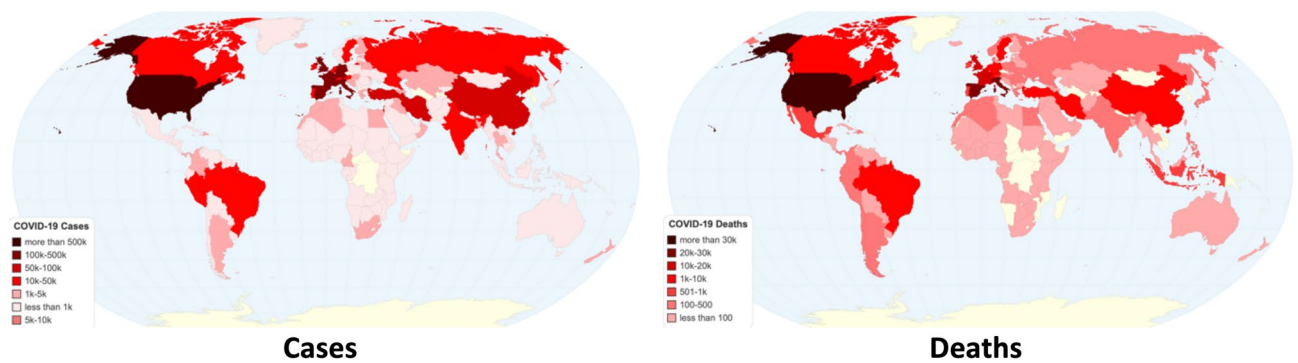 COVID-19 Cases
more than 500k
100k-500k
50k-100k
10k-50k
1k-5k
less than 1k
5k-10k
Cases
COVID-19 Deaths
more than 30k
20k-30k
10k-20k
1k-10k
501-1k
100-500
less than 100
Deaths